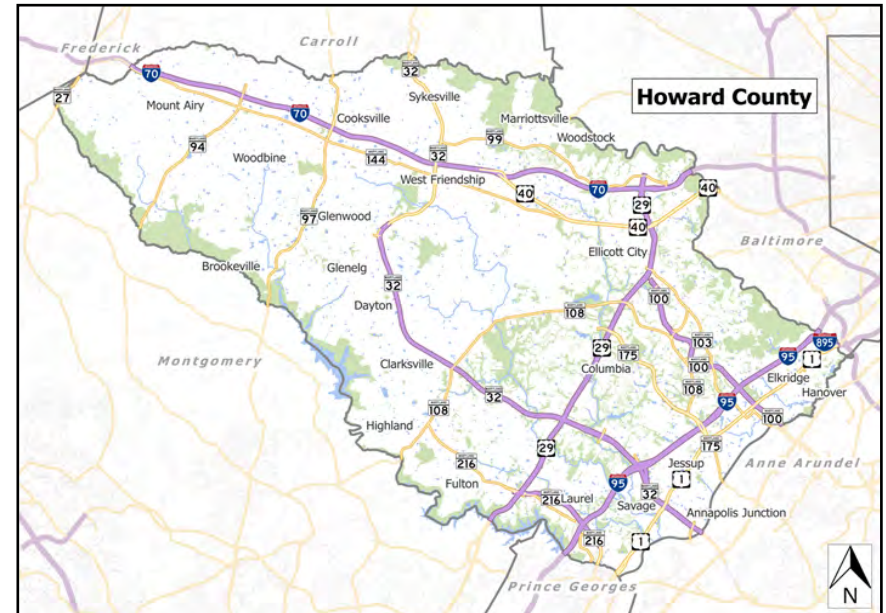 Howard County
Frederick
Carroll
Baltimore
Montgomery
Anne Arundel
Prince Georges
Mount Airy
Cooksville
Sykesville
Marriottsville
Woodstock
Woodbine
West Friendship
Glenwood
Ellicott City
Brookeville
Glenelg
Dayton
Clarksville
Columbia
Elkridge
Hanover
Highland
Fulton
Laurel
Savage
Jessup
Annapolis Junction
27
70
70
32
94
144
32
99
40
70
29
40
40
97
32
108
100
29
175
103
100
108
95
895
1
95
100
175
32
108
29
216
216
95
32
1
216
1
N